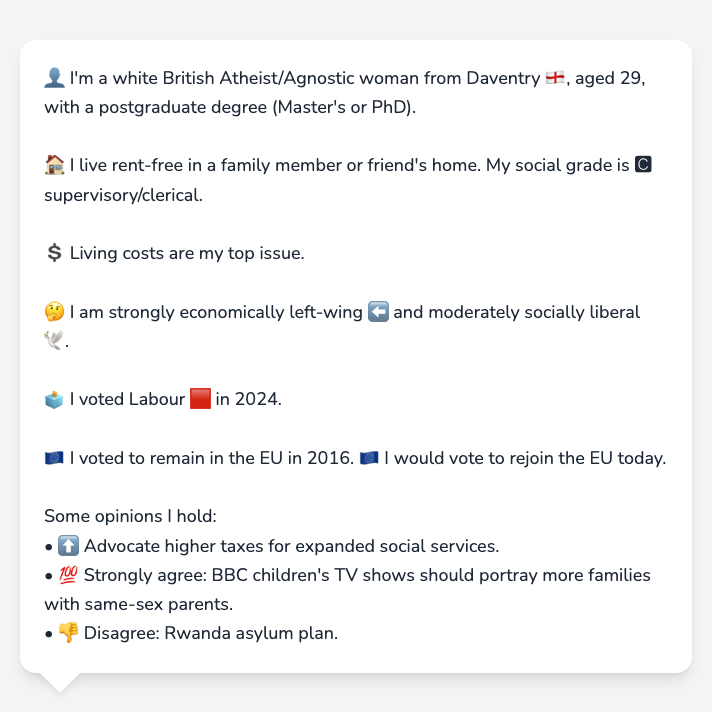 👤 I'm a white British Atheist/Agnostic woman from Daventry 🏴󠁧󠁢󠁥󠁮󠁧󠁿, aged 29,
with a postgraduate degree (Master's or PhD).
🏠 I live rent-free in a family member or friend's home. My social grade is 🅲
supervisory/clerical.
💲 Living costs are my top issue.
🤔 I am strongly economically left-wing ⬅️ and moderately socially liberal
🕊️.
🗳️ I voted Labour 🟥 in 2024.
🇪🇺 I voted to remain in the EU in 2016. 🇪🇺 I would vote to rejoin the EU today.
Some opinions I hold:
• ⬆️ Advocate higher taxes for expanded social services.
• 💯 Strongly agree: BBC children's TV shows should portray more families
with same-sex parents.
• 👎 Disagree: Rwanda asylum plan.